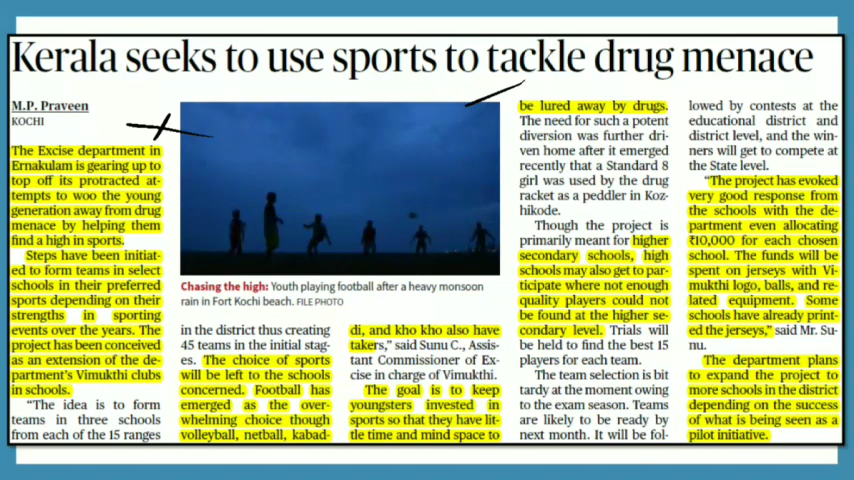 Kerala seeks to use sports to tackle drug menace
M.P. Praveen
KOCHI
The Excise department in
Ernakulam is gearing up to
top off its protracted at-
tempts to woo the young
generation away from drug
menace by helping them
find a high in sports.
Steps have been initiat-
ed to form teams in select
schools in their preferred
sports depending on their
strengths in sporting
events over the years. The
project has been conceived
as an extension of the de-
partment's Vimukthi clubs
in schools.
"The idea is to form
teams in three schools
from each of the 15 ranges
Chasing the high: Youth playing football after a heavy monsoon
rain in Fort Kochi beach. FILE PHOTO
in the district thus creating
45 teams in the initial stag-
es. The choice of sports
will be left to the schools
concerned. Football has
emerged as the over-
whelming choice though
volleyball, netball, kabad-
di, and kho kho also have
takers," said Sunu C., Assis-
tant Commissioner of Ex-
cise in charge of Vimukthi.
The goal is to keep
youngsters invested in
sports so that they have lit-
tle time and mind space to
be lured away by drugs.
The need for such a potent
diversion was further dri-
ven home after it emerged
recently that a Standard 8
girl was used by the drug
racket as a peddler in Koz-
hikode.
Though the project is
primarily meant for higher
secondary schools, high
schools may also get to par-
ticipate where not enough
quality players could not
be found at the higher se-
condary level. Trials will
be held to find the best 15
players for each team.
The team selection is bit
tardy at the moment owing
to the exam season. Teams
are likely to be ready by
next month. It will be fol-
lowed by contests at the
educational district and
district level, and the win-
ners will get to compete at
the State level.
"The project has evoked
very good response from
the schools with the de-
partment even allocating
₹10,000 for each chosen
school. The funds will be
spent on jerseys with Vi-
mukthi logo, balls, and re-
lated equipment. Some
schools have already print-
ed the jerseys," said Mr. Su-
nu.
The department plans
to expand the project to
more schools in the district
depending on the success
of what is being seen as a
pilot initiative.